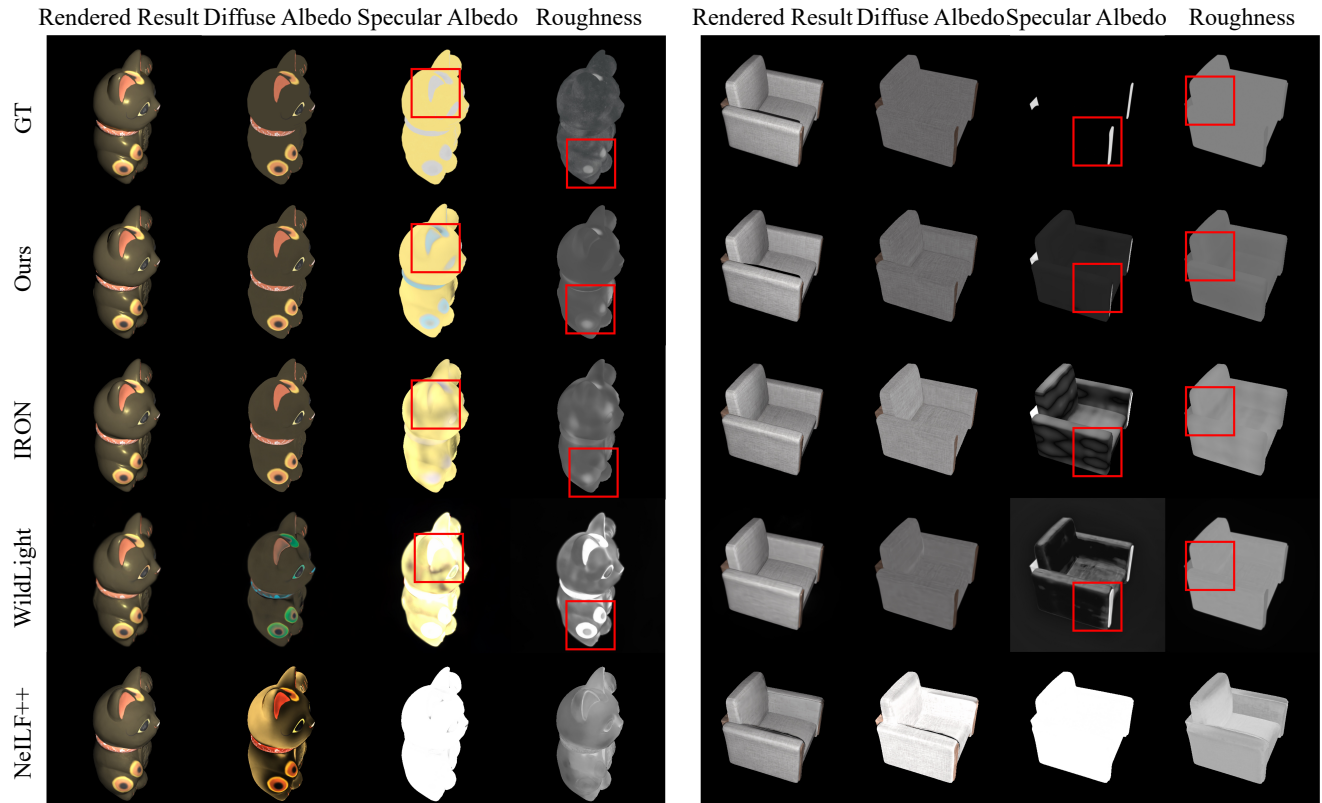 Rendered Result Diffuse Albedo Specular Albedo Roughness Rendered Result Diffuse Albedo Specular Albedo Roughness
GT
Ours
IRON
WildLight
NeILF++